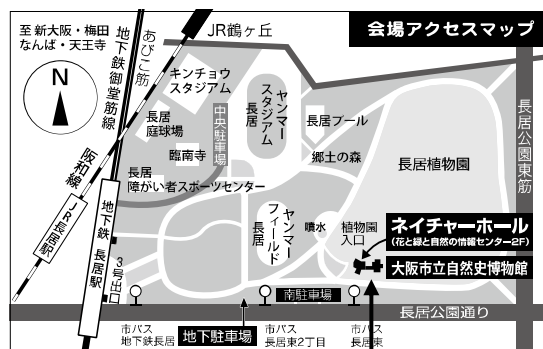 会場アクセスマップ
至 新大阪・梅田
なんば・天王寺
N
地下鉄御堂筋線
あびこ筋
JR鶴ヶ丘
キンチョウ
スタジアム
ヤンマー
スタジアム
長居
長居プール
長居
庭球場
中央駐車場
郷土の森
臨南寺
長居
障がい者スポーツセンター
長居植物園
長居公園東筋
阪和線
JR長居駅
地下鉄 長居駅
3号出口
ヤンマー
フィールド
長居
噴水
植物園
入口
ネイチャーホール
(花と緑と自然の情報センター2F)
大阪市立自然史博物館
南駐車場
長居公園通り
市バス
地下鉄長居
地下駐車場
市バス
長居東2丁目
市バス
長居東